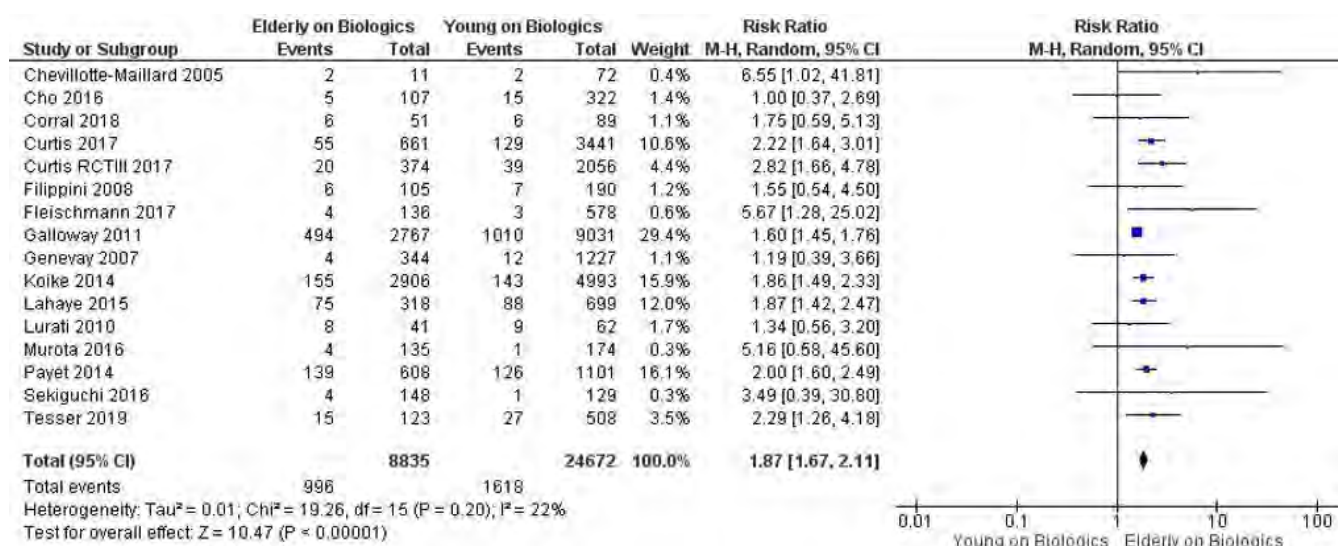 Elderly on Biologics Young on Biologics Risk Ratio Risk Ratio
Study or Subgroup Events Total Events Total Weight M-H, Random, 95% CI M-H, Random, 95% CI
Chevillotte-Maillard 2005 2 11 2 72 0.4% 6.55 [1.02, 41.81]
Cho 2016 5 107 15 322 1.4% 1.00 [0.37, 2.69]
Corral 2018 6 51 6 89 1.1% 1.75 [0.59, 5.13]
Curtis 2017 55 661 129 3441 10.6% 2.22 [1.64, 3.01]
Curtis RCTIII 2017 20 374 39 2056 4.4% 2.82 [1.66, 4.78]
Filippini 2008 6 105 7 190 1.2% 1.55 [0.54, 4.50]
Fleischmann 2017 4 136 3 578 0.6% 5.67 [1.28, 25.02]
Galloway 2011 494 2767 1010 9031 29.4% 1.60 [1.45, 1.76]
Genevay 2007 4 344 12 1227 1.1% 1.19 [0.39, 3.66]
Koike 2014 155 2906 143 4993 15.9% 1.86 [1.49, 2.33]
Lahaye 2015 75 318 88 699 12.0% 1.87 [1.42, 2.47]
Lurati 2010 8 41 9 62 1.7% 1.34 [0.56, 3.20]
Murota 2016 4 135 1 174 0.3% 5.16 [0.58, 45.60]
Payet 2014 139 608 126 1101 16.1% 2.00 [1.60, 2.49]
Sekiguchi 2016 4 148 1 129 0.3% 3.49 [0.39, 30.80]
Tesser 2019 15 123 27 508 3.5% 2.29 [1.26, 4.18]
Total (95% CI) 8835 24672 100.0% 1.87 [1.67, 2.11]
Total events 996 1618
Heterogeneity: Tau² = 0.01; Chi² = 19.26, df = 15 (P = 0.20); I² = 22%
Test for overall effect: Z = 10.47 (P < 0.00001)
0.01 0.1 1 10 100
Young on Biologics Elderly on Biologics